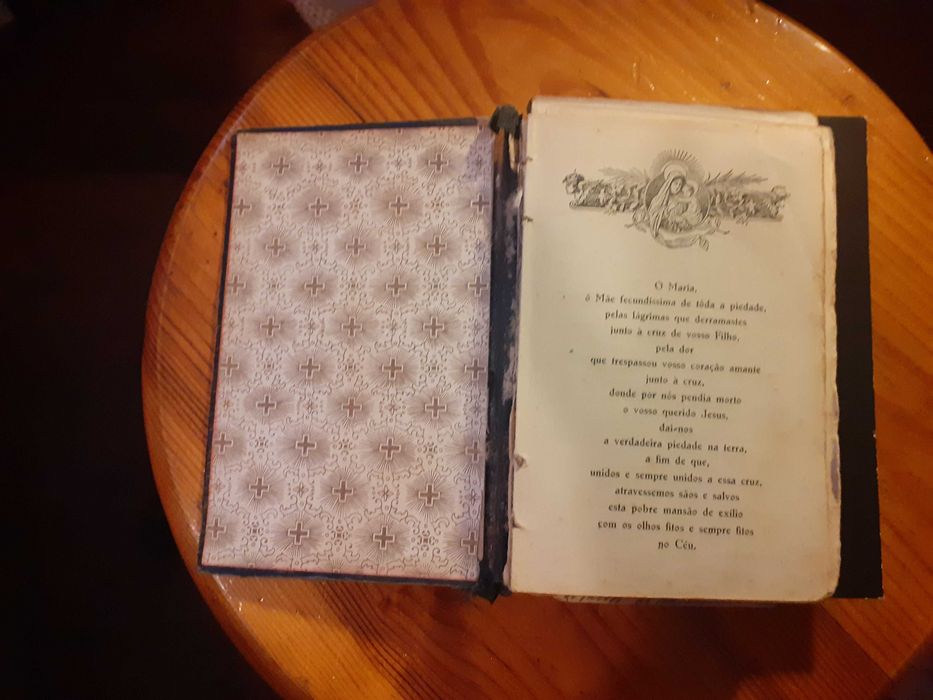 Ó Maria,
ó Mãe fecundíssima de tôda a piedade,
pelas lágrimas que derramastes
junto à cruz de vosso Filho,
pela dor
que trespassou vosso coração amante
junto à cruz,
donde por nós pendia morto
o vosso querido Jesus,
dai-nos
a verdadeira piedade na terra,
a fim de que,
unidos e sempre unidos a essa cruz,
atravessemos sãos e salvos
esta pobre mansão de exílio
com os olhos fitos e sempre fitos
no Céu.